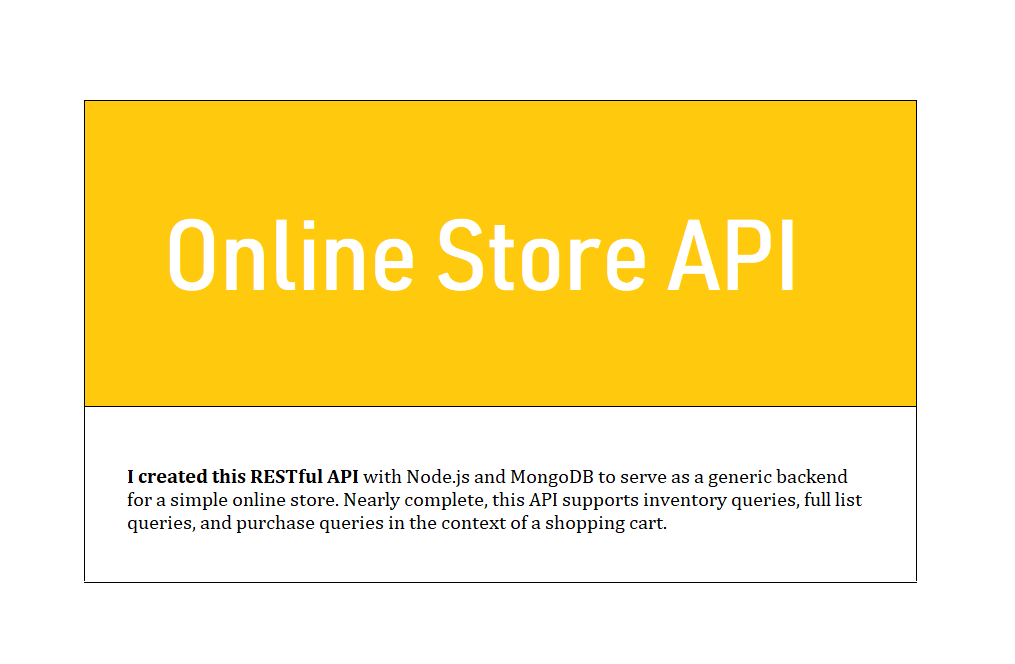 Online Store API
I created this RESTful API with Node.js and MongoDB to serve as a generic backend
for a simple online store. Nearly complete, this API supports inventory queries, full list
queries, and purchase queries in the context of a shopping cart.